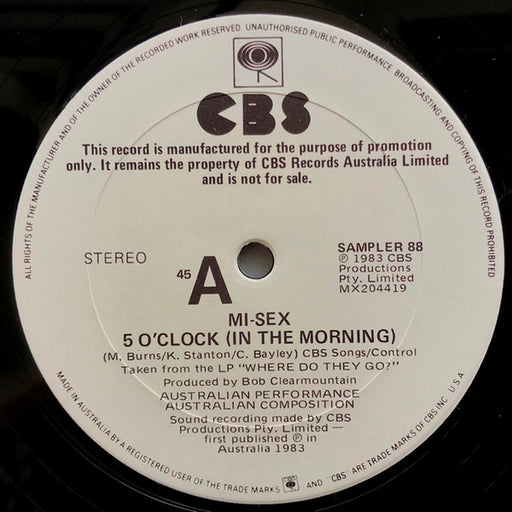 ALL RIGHTS OF THE MANUFACTURER AND OF THE OWNER OF THE RECORDED WORK RESERVED. UNAUTHORISED PUBLIC PERFORMANCE, BROADCASTING AND COPYING OF THIS RECORD PROHIBITED
CBS
This record is manufactured for the purpose of promotion
only. It remains the property of CBS Records Australia Limited
and is not for sale.
STEREO
45 A
SAMPLER 88
℗ 1983 CBS
Productions
Pty. Limited
MX204419
MI-SEX
5 O'CLOCK (IN THE MORNING)
(M. Burns/K. Stanton/C. Bayley) CBS Songs/Control
Taken from the LP "WHERE DO THEY GO?"
Produced by Bob Clearmountain
AUSTRALIAN PERFORMANCE
AUSTRALIAN COMPOSITION
Sound recording made by CBS
Productions Pty. Limited —
first published ℗ in
Australia 1983
MADE IN AUSTRALIA BY A REGISTERED USER OF THE TRADE MARKS AND "CBS" ARE TRADE MARKS OF CBS INC. U S A